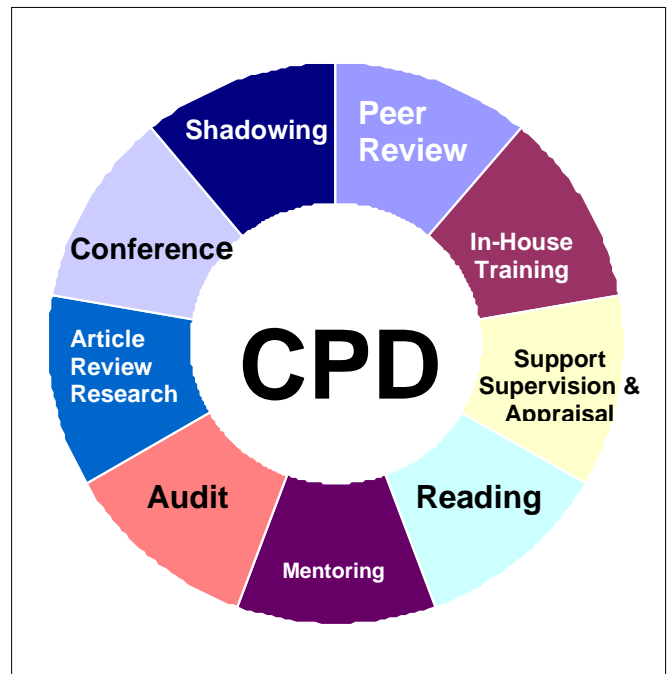 Shadowing
Peer
Review
In-House
Training
Support
Supervision &
Appraisal
Reading
Mentoring
Audit
Article
Review
Research
Conference
CPD